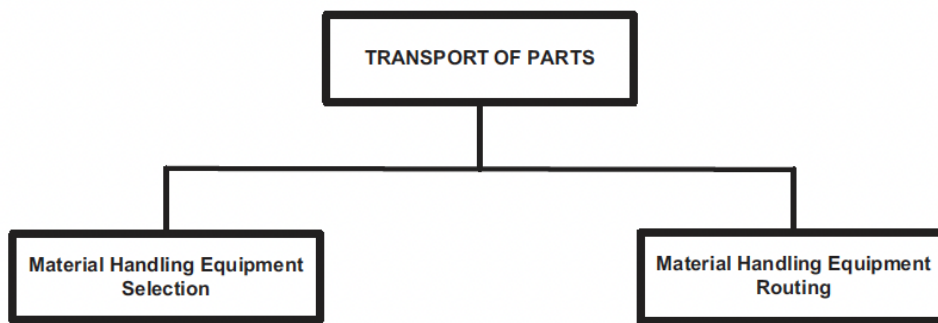 TRANSPORT OF PARTS
Material Handling Equipment
Selection
Material Handling Equipment
Routing